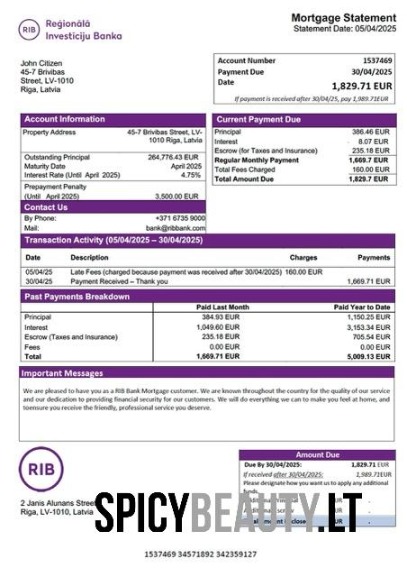 Mortgage Statement
Statement Date: 05/04/2025
RIB Reģionālā
Investīciju Banka
John Citizen
45-7 Brivibas
Street, LV-1010
Riga, Latvia
Account Number 1537469
Payment Due 30/04/2025
Date 1,829.71 EUR
If payment is received after 30/04/25, pay 1,989.71EUR
Account Information
Property Address 45-7 Brivibas Street, LV-
1010 Riga, Latvia
Outstanding Principal 264,776.43 EUR
Maturity Date April 2025
Interest Rate (Until April 2025) 4.75%
Prepayment Penalty
(Until April 2025) 3,500.00 EUR
Contact Us
By Phone: +371 6735 9000
Mail: bank@ribbank.com
Current Payment Due
Principal 386.46 EUR
Interest 8.07 EUR
Escrow (for Taxes and Insurance) 235.18 EUR
Regular Monthly Payment 1,669.7 EUR
Total Fees Charged 160.00 EUR
Total Amount Due 1,829.7 EUR
Transaction Activity (05/04/2025 – 30/04/2025)
Date Description Charges Payments
05/04/25 Late Fees (charged because payment was received after 30/04/2025) 160.00 EUR
30/04/25 Payment Received – Thank you 1,669.71 EUR
Past Payments Breakdown
Paid Last Month Paid Year to Date
Principal 384.93 EUR 1,150.25 EUR
Interest 1,049.60 EUR 3,153.34 EUR
Escrow (Taxes and Insurance) 235.18 EUR 705.54 EUR
Fees 0.00 EUR 0.00 EUR
Total 1,669.71 EUR 5,009.13 EUR
Important Messages
We are pleased to have you as a RIB Bank Mortgage customer. We are known throughout the country for the quality of our service
and our dedication to providing financial security for our customers. We will do everything we can to make you feel at home, and
toensure you receive the friendly, professional service you deserve.
RIB
2 Janis Alunans Street
Riga, LV-1010, Latvia
Amount Due
Due By 30/04/2025: 1,829.71 EUR
If received after 30/04/2025: 1,989.71EUR
Please designate how you want us to apply any additional
funds.
SPICYBEAUTY.LT
1537469 34571892 342359127